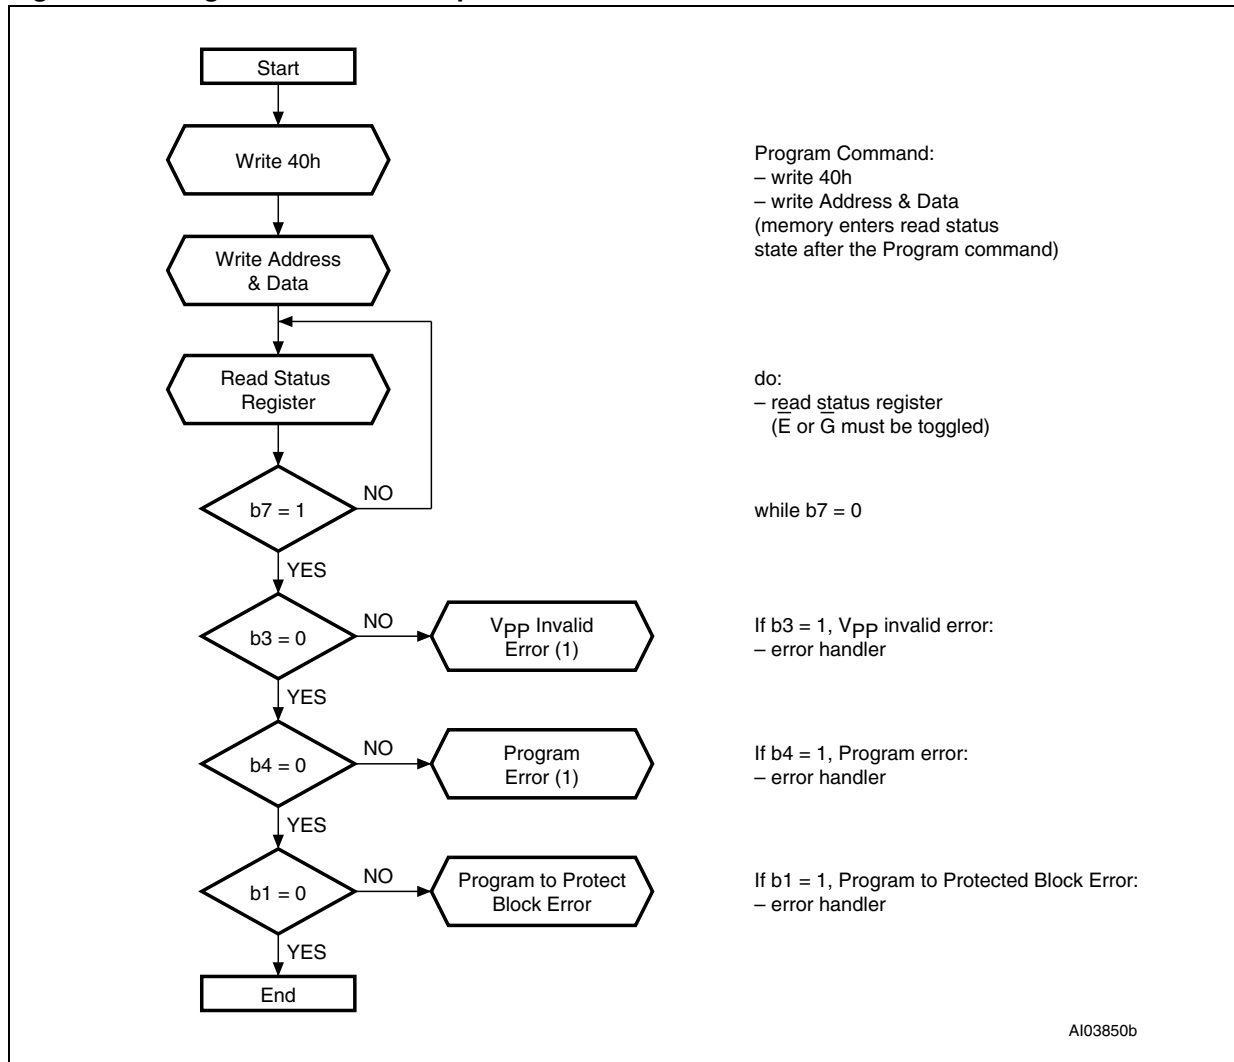 Start
Write 40h
Program Command:
– write 40h
– write Address & Data
(memory enters read status
state after the Program command)
Write Address
& Data
Read Status
Register
do:
– read status register
(E̅ or G̅ must be toggled)
b7 = 1
NO
while b7 = 0
YES
b3 = 0
NO
VPP Invalid
Error (1)
If b3 = 1, VPP invalid error:
– error handler
YES
b4 = 0
NO
Program
Error (1)
If b4 = 1, Program error:
– error handler
YES
b1 = 0
NO
Program to Protect
Block Error
If b1 = 1, Program to Protected Block Error:
– error handler
YES
End
AI03850b